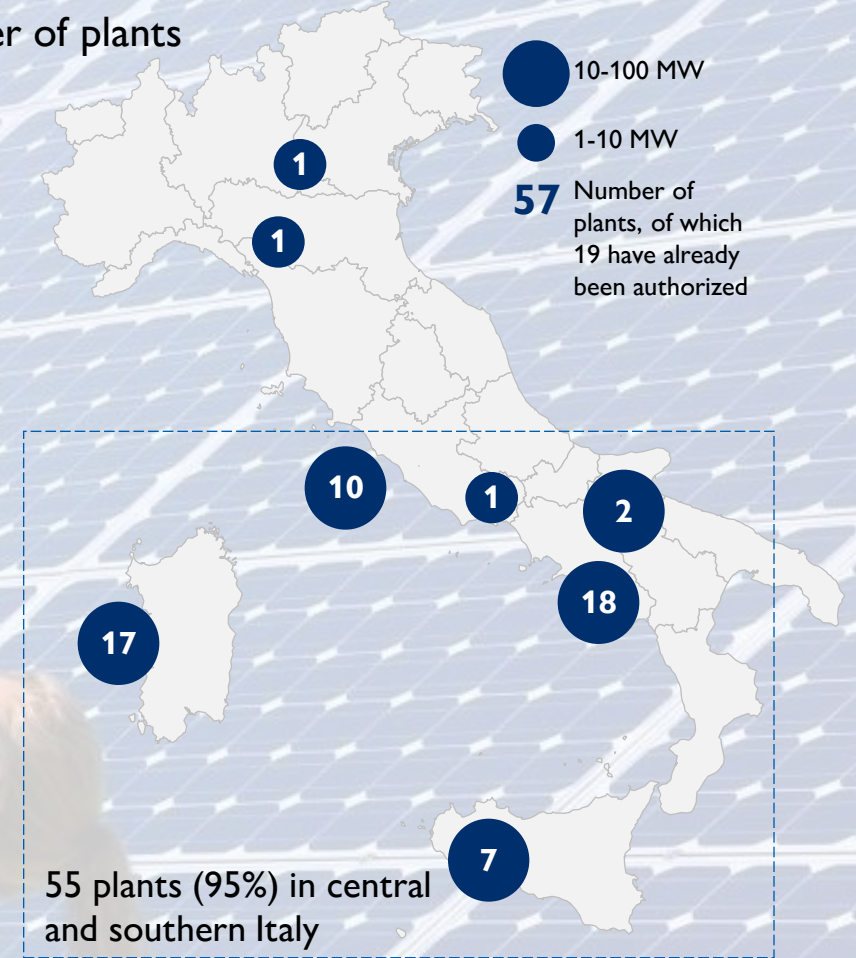 er of plants
10-100 MW
1-10 MW
57 Number of
plants, of which
19 have already
been authorized
1
1
10
1
2
18
17
7
55 plants (95%) in central
and southern Italy